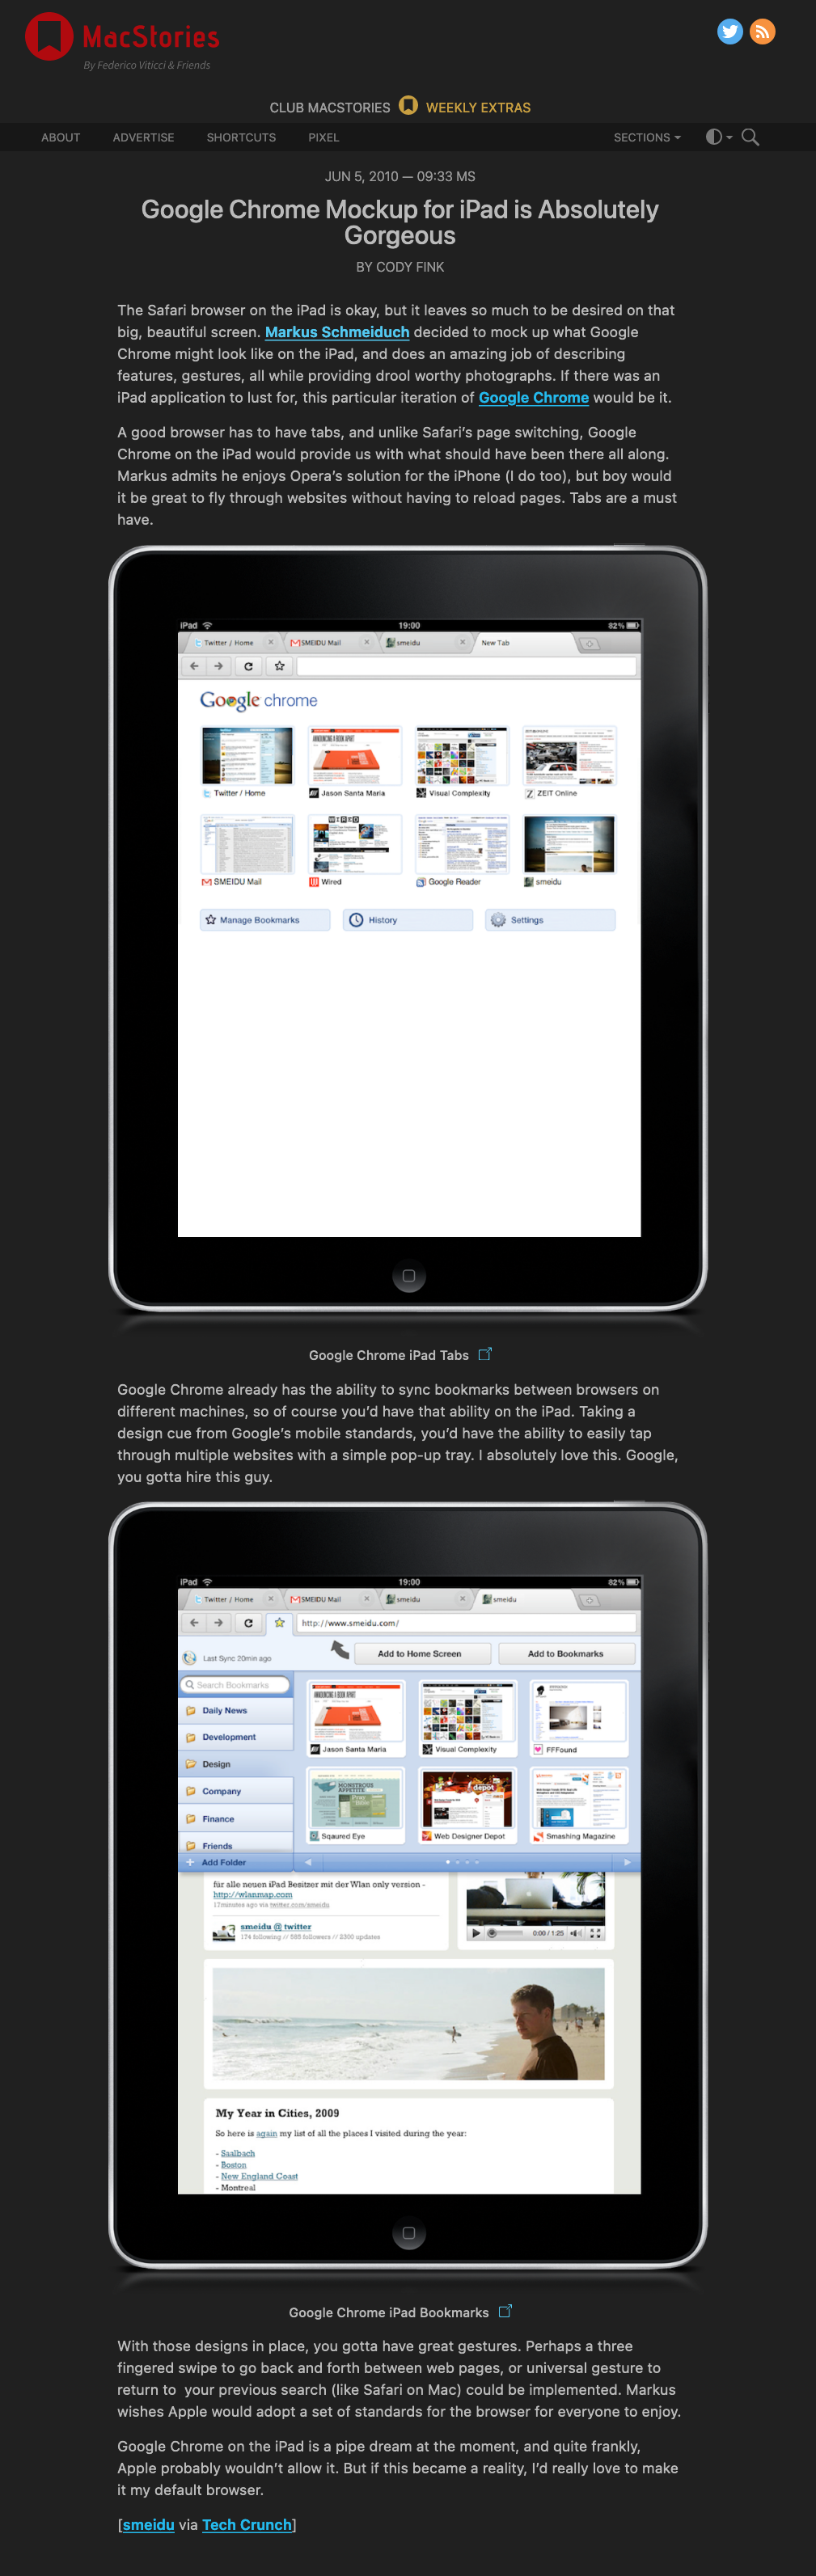 MacStories
By Federico Viticci & Friends
CLUB MACSTORIES WEEKLY EXTRAS
ABOUT ADVERTISE SHORTCUTS PIXEL SECTIONS
JUN 5, 2010 — 09:33 MS
Google Chrome Mockup for iPad is Absolutely
Gorgeous
BY CODY FINK
The Safari browser on the iPad is okay, but it leaves so much to be desired on that
big, beautiful screen. Markus Schmeiduch decided to mock up what Google
Chrome might look like on the iPad, and does an amazing job of describing
features, gestures, all while providing drool worthy photographs. If there was an
iPad application to lust for, this particular iteration of Google Chrome would be it.
A good browser has to have tabs, and unlike Safari’s page switching, Google
Chrome on the iPad would provide us with what should have been there all along.
Markus admits he enjoys Opera’s solution for the iPhone (I do too), but boy would
it be great to fly through websites without having to reload pages. Tabs are a must
have.
iPad 19:00 82%
Twitter / Home SMEIDU Mail smeidu New Tab
Google chrome
Twitter / Home Jason Santa Maria Visual Complexity ZEIT Online
WIRED
SMEIDU Mail Wired Google Reader smeidu
Manage Bookmarks History Settings
Google Chrome iPad Tabs
Google Chrome already has the ability to sync bookmarks between browsers on
different machines, so of course you’d have that ability on the iPad. Taking a
design cue from Google’s mobile standards, you’d have the ability to easily tap
through multiple websites with a simple pop-up tray. I absolutely love this. Google,
you gotta hire this guy.
iPad 19:00 82%
Twitter / Home SMEIDU Mail smeidu smeidu
http://www.smeidu.com/
Last Sync 20min ago Add to Home Screen Add to Bookmarks
Search Bookmarks
Daily News
Development
Jason Santa Maria Visual Complexity FFFound
Design
Company
Finance
Friends
Sqaured Eye Web Designer Depot Smashing Magazine
Add Folder
für alle neuen iPad Besitzer mit der Wlan only version -
http://wlanmap.com
17minutes ago via twitter.com/smeidu
smeidu @ twitter
174 following // 585 followers // 2300 updates
0:00 / 1:25
My Year in Cities, 2009
So here is again my list of all the places I visited during the year:
- Saalbach
- Boston
- New England Coast
- Montreal
Google Chrome iPad Bookmarks
With those designs in place, you gotta have great gestures. Perhaps a three
fingered swipe to go back and forth between web pages, or universal gesture to
return to your previous search (like Safari on Mac) could be implemented. Markus
wishes Apple would adopt a set of standards for the browser for everyone to enjoy.
Google Chrome on the iPad is a pipe dream at the moment, and quite frankly,
Apple probably wouldn’t allow it. But if this became a reality, I’d really love to make
it my default browser.
[smeidu via Tech Crunch]